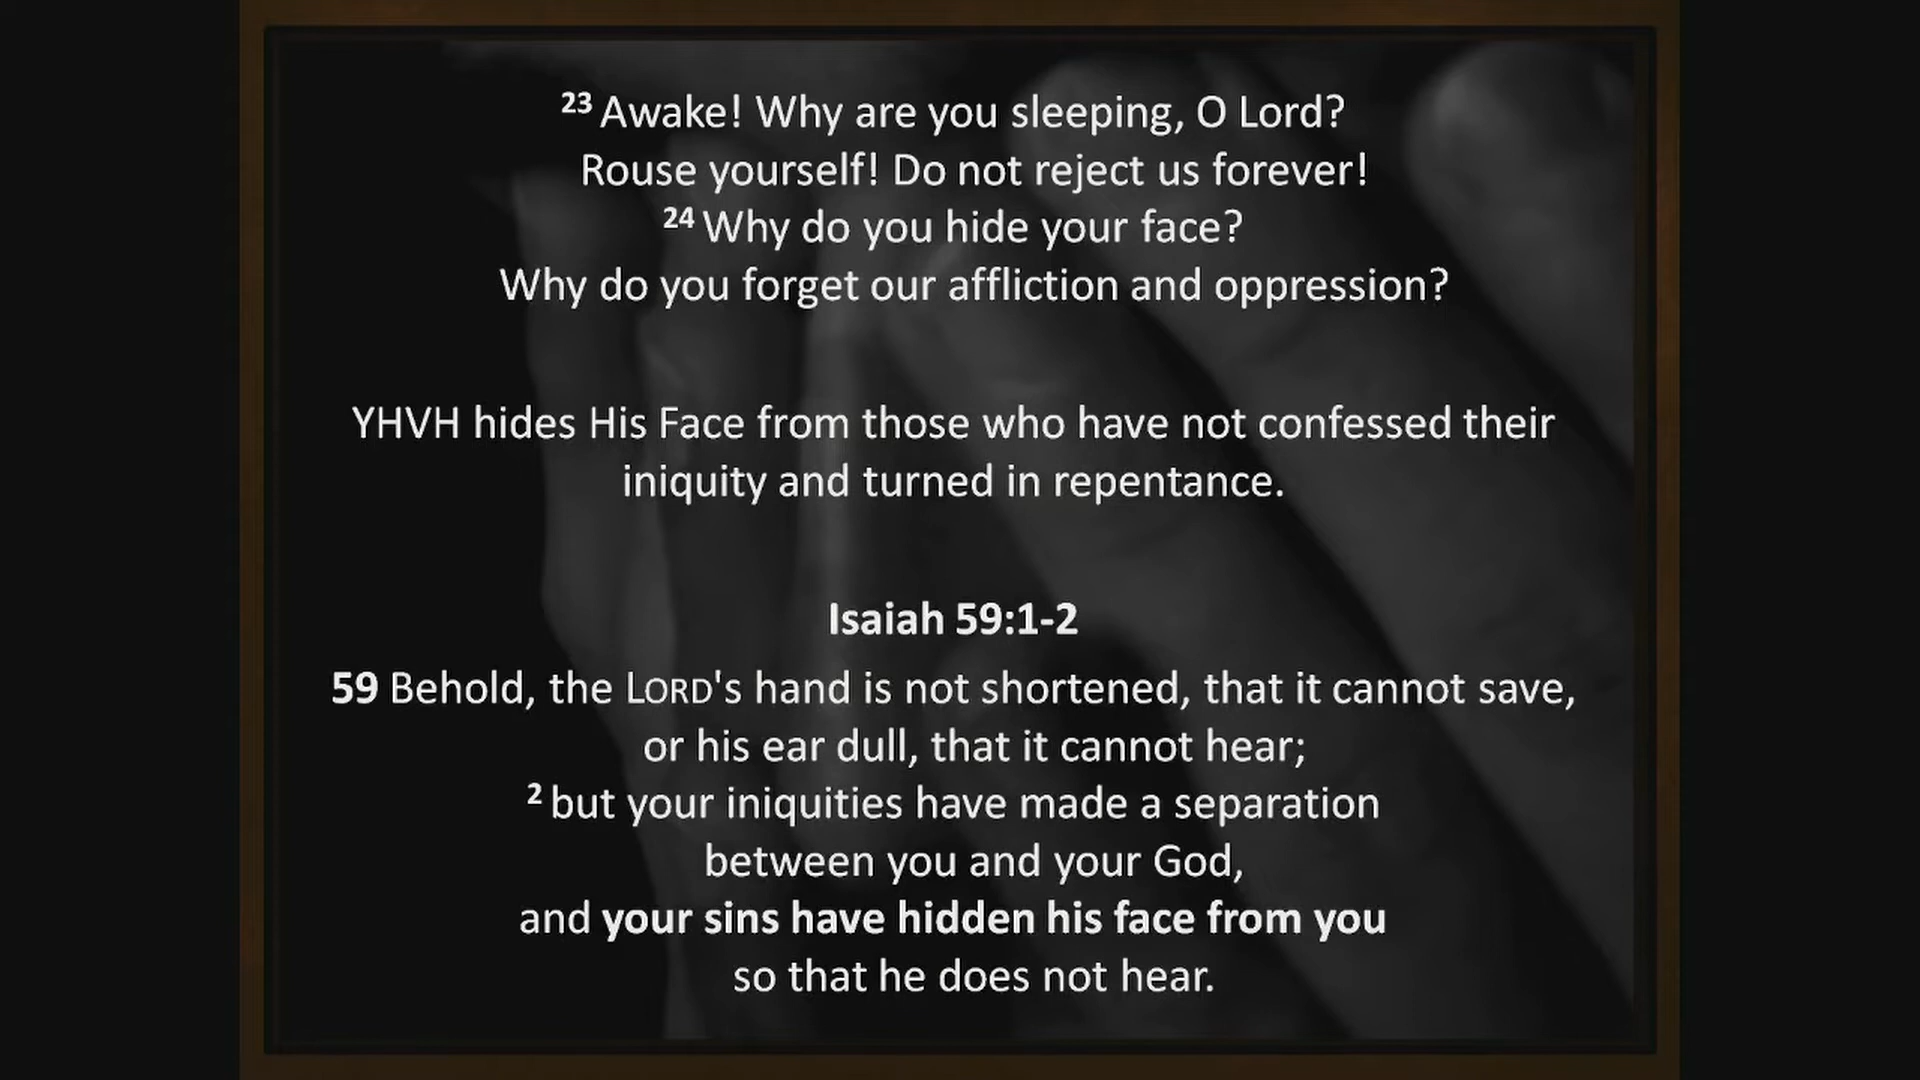 23 Awake! Why are you sleeping, O Lord?
Rouse yourself! Do not reject us forever!
24 Why do you hide your face?
Why do you forget our affliction and oppression?
YHVH hides His Face from those who have not confessed their
iniquity and turned in repentance.
Isaiah 59:1-2
59 Behold, the LORD's hand is not shortened, that it cannot save,
or his ear dull, that it cannot hear;
2 but your iniquities have made a separation
between you and your God,
and your sins have hidden his face from you
so that he does not hear.